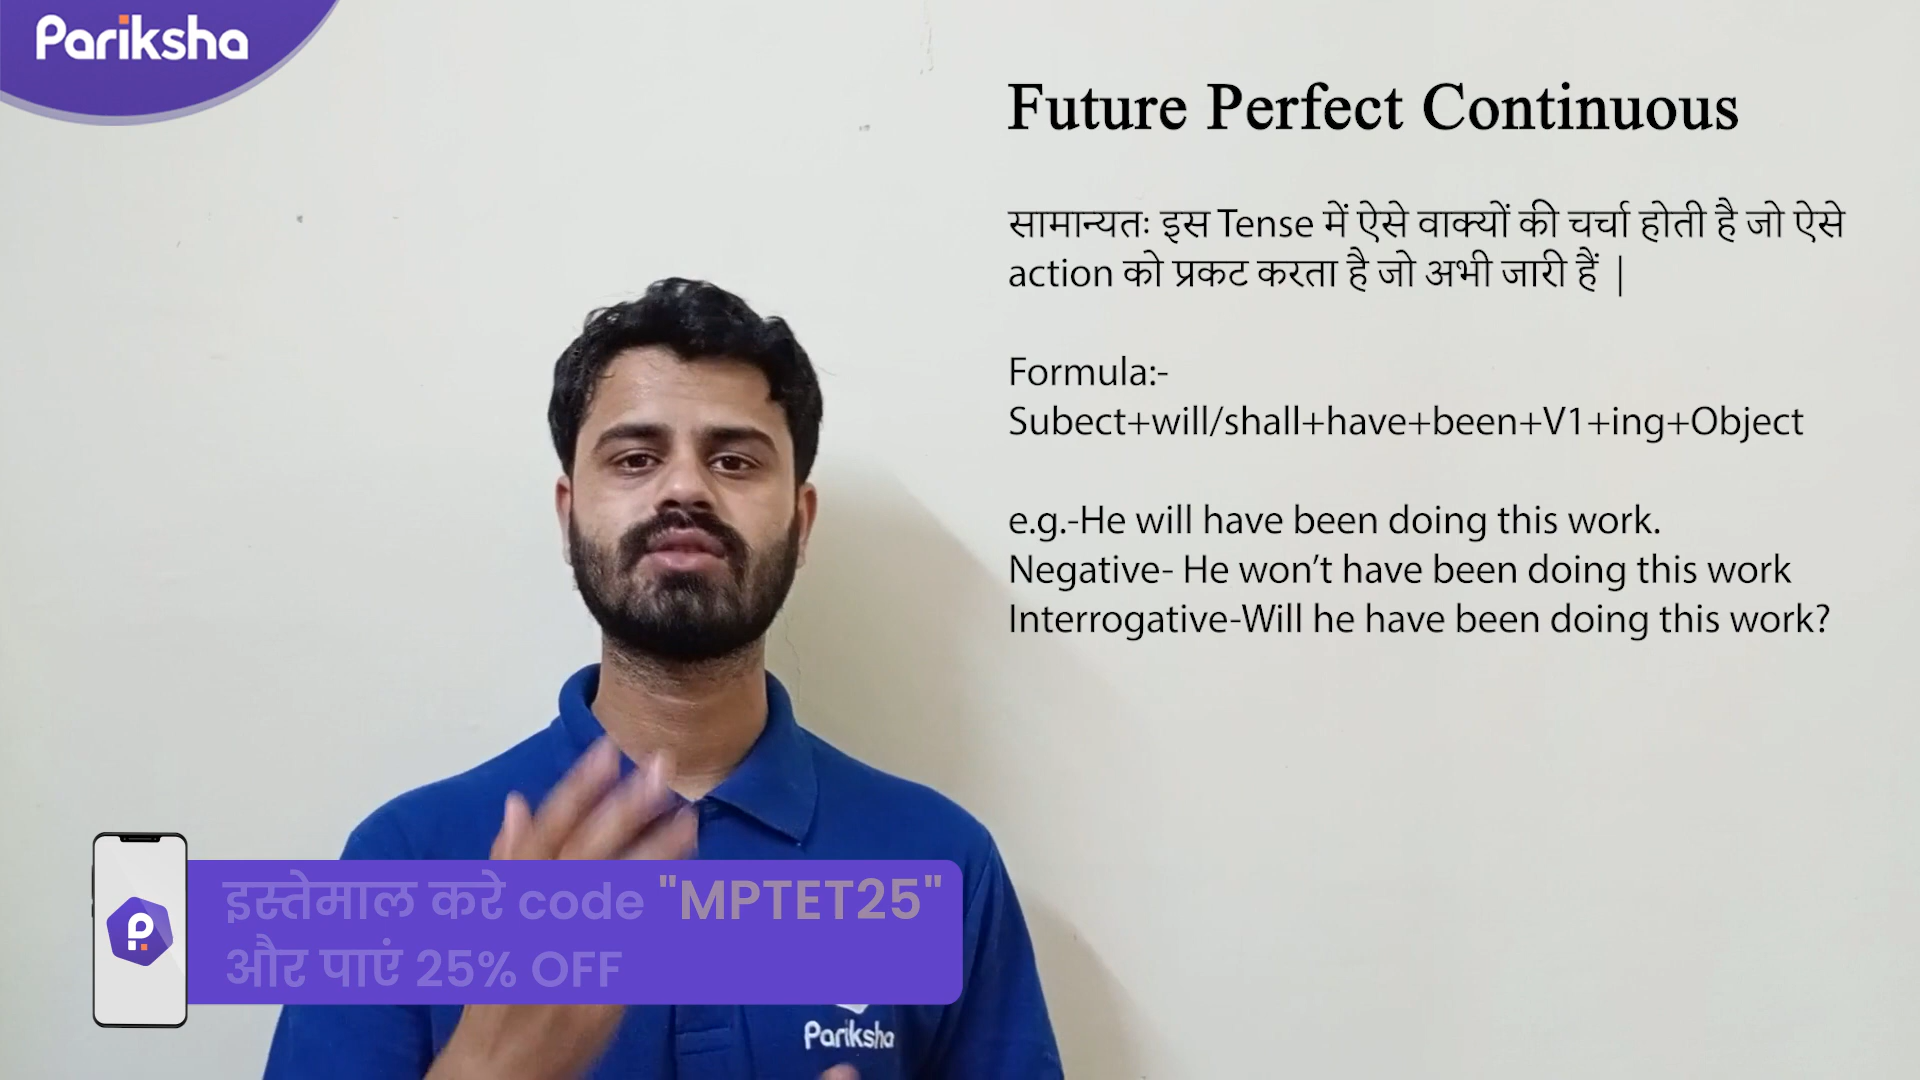 Pariksha
Future Perfect Continuous
सामान्यतः इस Tense में ऐसे वाक्यों की चर्चा होती है जो ऐसे
action को प्रकट करता है जो अभी जारी हैं |
Formula:-
Subect+will/shall+have+been+V1+ing+Object
e.g.-He will have been doing this work.
Negative- He won’t have been doing this work
Interrogative-Will he have been doing this work?
इस्तेमाल करे code "MPTET25"
और पाएं 25% OFF
P
Pariksha